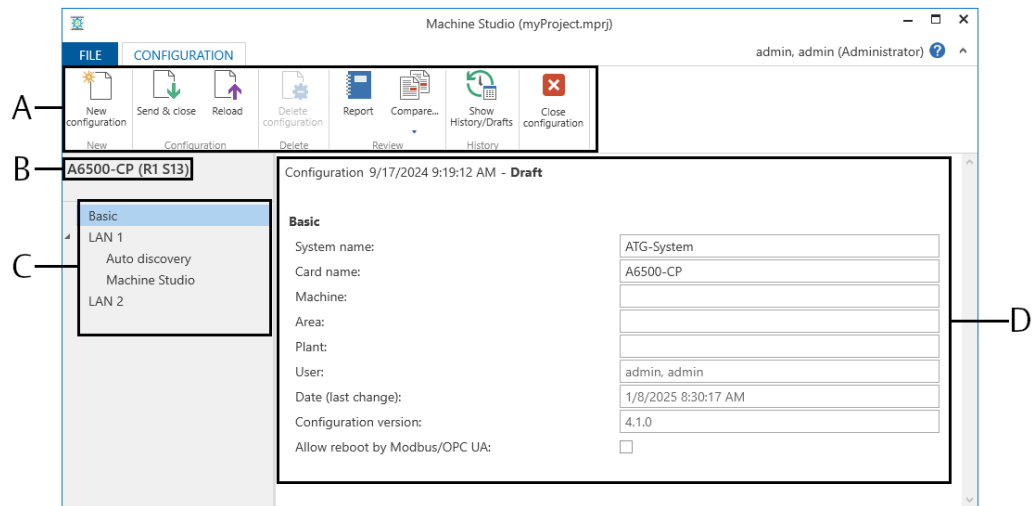 Machine Studio (myProject.mprj)
FILE CONFIGURATION admin, admin (Administrator) ?
A
New configuration Send & close Reload Delete configuration Report Compare... Show History/Drafts Close configuration
New Configuration Delete Review History
B
A6500-CP (R1 S13)
Configuration 9/17/2024 9:19:12 AM - Draft
C
Basic
LAN 1
Auto discovery
Machine Studio
LAN 2
D
Basic
System name: ATG-System
Card name: A6500-CP
Machine:
Area:
Plant:
User: admin, admin
Date (last change): 1/8/2025 8:30:17 AM
Configuration version: 4.1.0
Allow reboot by Modbus/OPC UA: